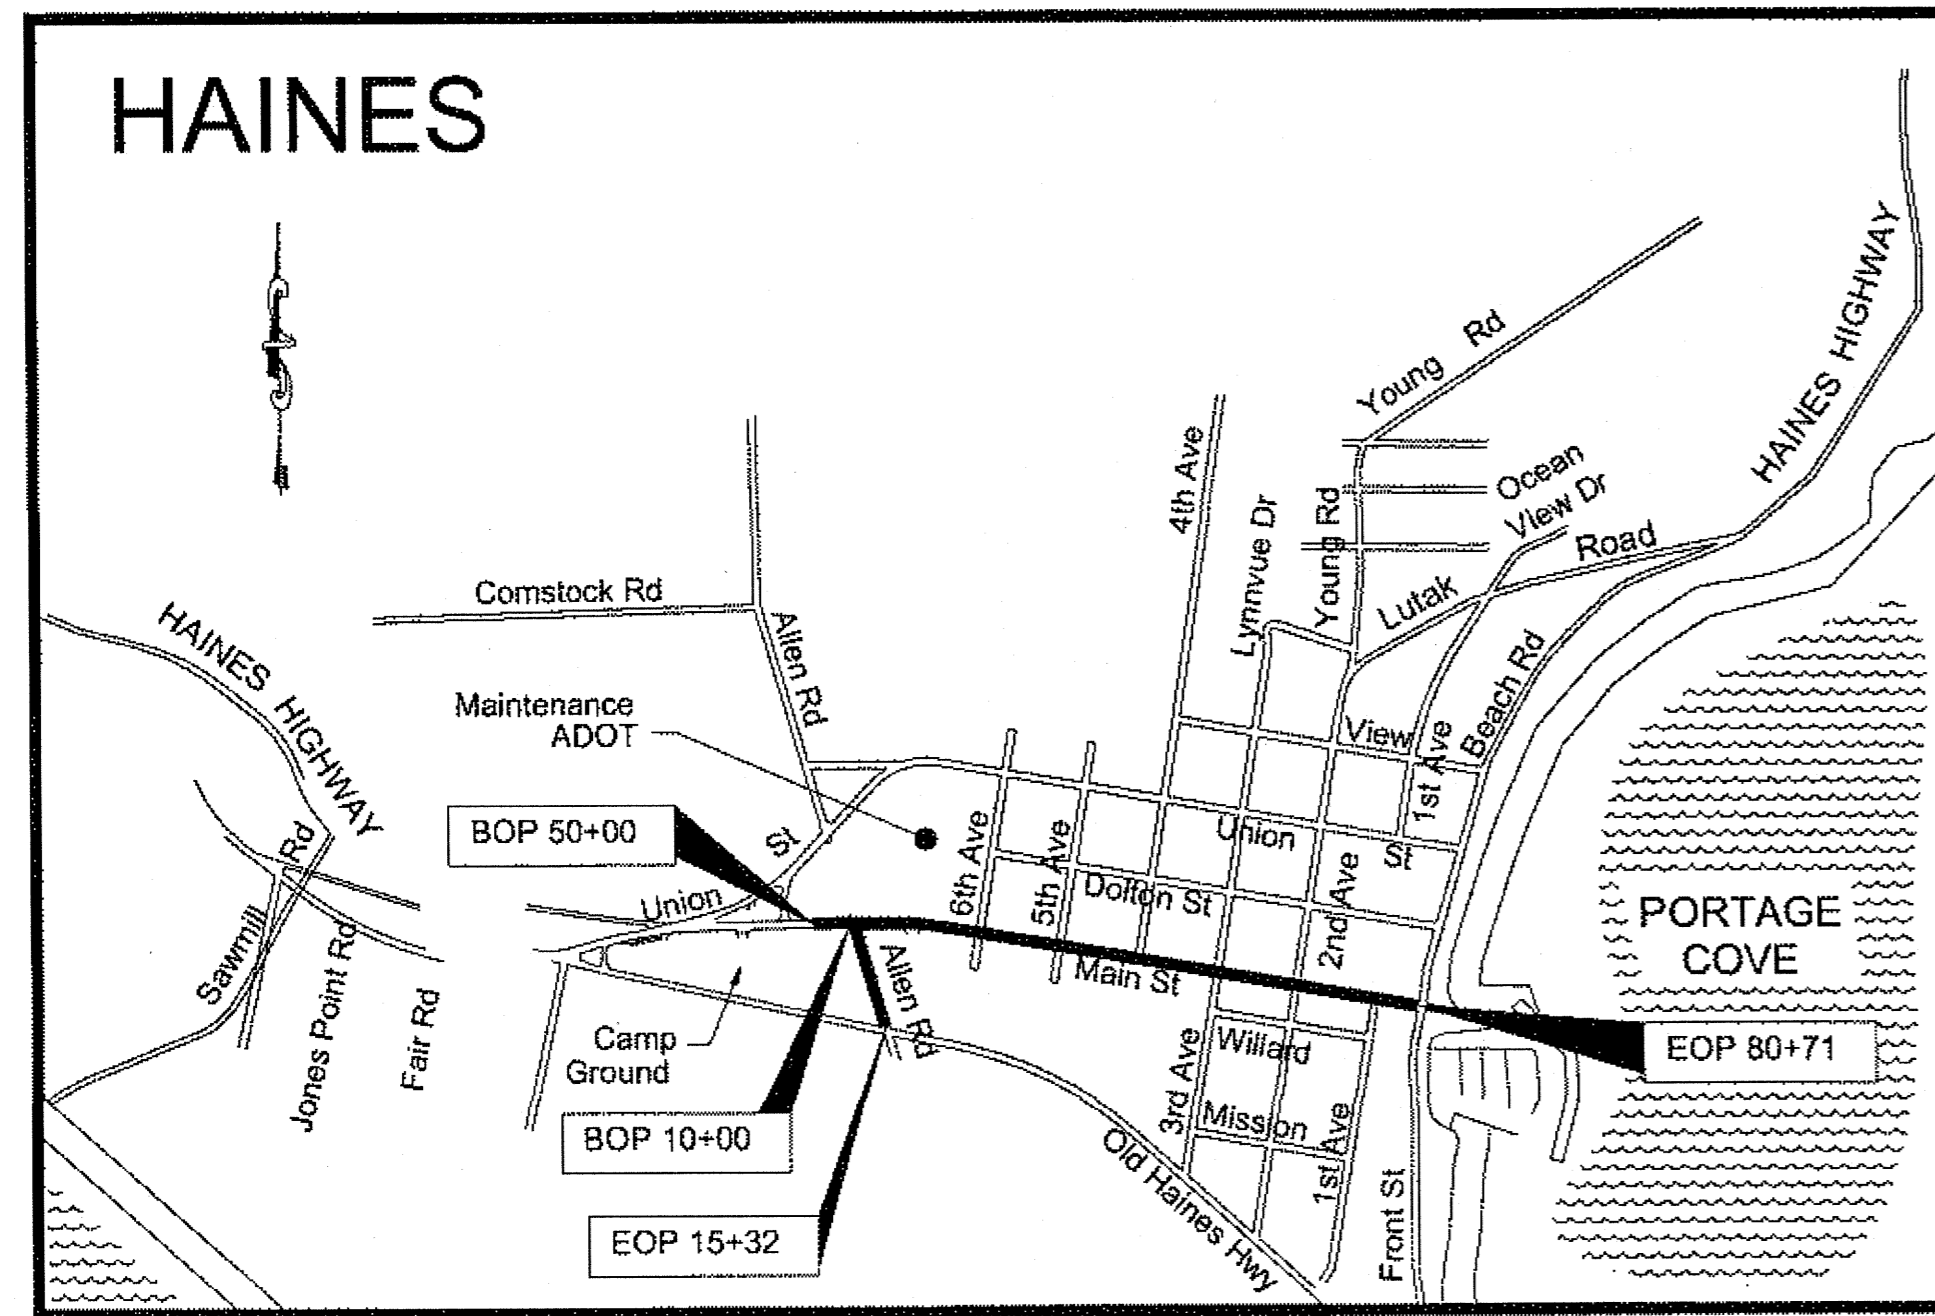 HAINES
Young Rd
HAINES HIGHWAY
4th Ave
Ocean
View Dr
Lynnvue Dr
Young Rd
Lutak Road
Comstock Rd
HAINES HIGHWAY
Allen Rd
Maintenance
ADOT
View
1st Ave
Beach Rd
BOP 50+00
Union St
6th Ave
5th Ave
Union St
Dolton St
2nd Ave
Sawmill Rd
Jones Point Rd
Fair Rd
Allen Rd
Main St
PORTAGE
COVE
Camp
Ground
Willard
EOP 80+71
BOP 10+00
3rd Ave
Mission
1st Ave
Old Haines Hwy
Front St
EOP 15+32